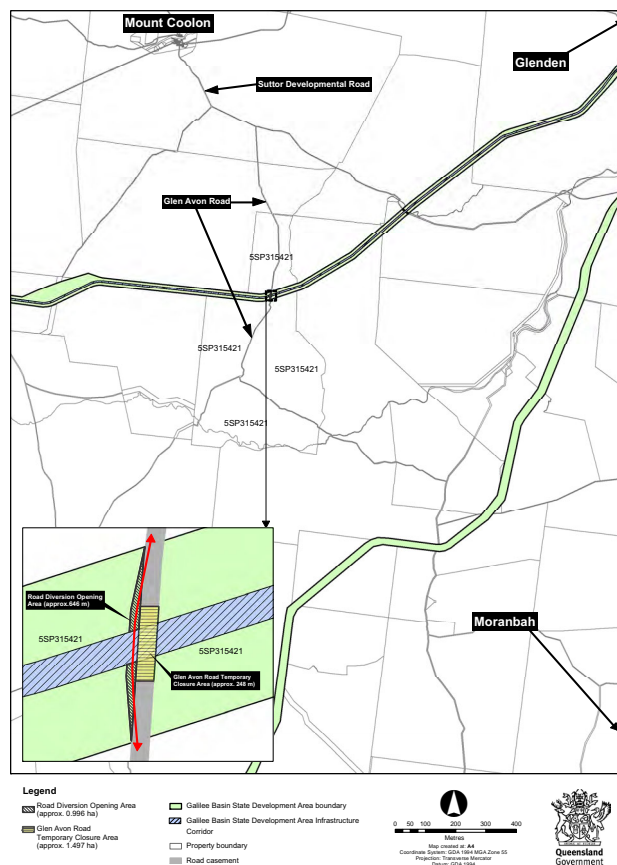 Mount Coolon
Glenden
Suttor Developmental Road
Glen Avon Road
5SP315421
5SP315421
5SP315421
5SP315421
Road Diversion Opening
Area (approx.646 m)
5SP315421
5SP315421
Glen Avon Road Temporary
Closure Area (approx. 246 m)
Moranbah
Legend
Road Diversion Opening Area
(approx. 0.996 ha)
Glen Avon Road
Temporary Closure Area
(approx. 1.497 ha)
Galilee Basin State Development Area boundary
Galilee Basin State Development Area Infrastructure
Corridor
Property boundary
Road casement
0 50 100 200 300 400
Metres
Map created at: A4
Coordinate System: GDA 1994 MGA Zone 55
Projection: Transverse Mercator
Datum: GDA 1994
Queensland
Government